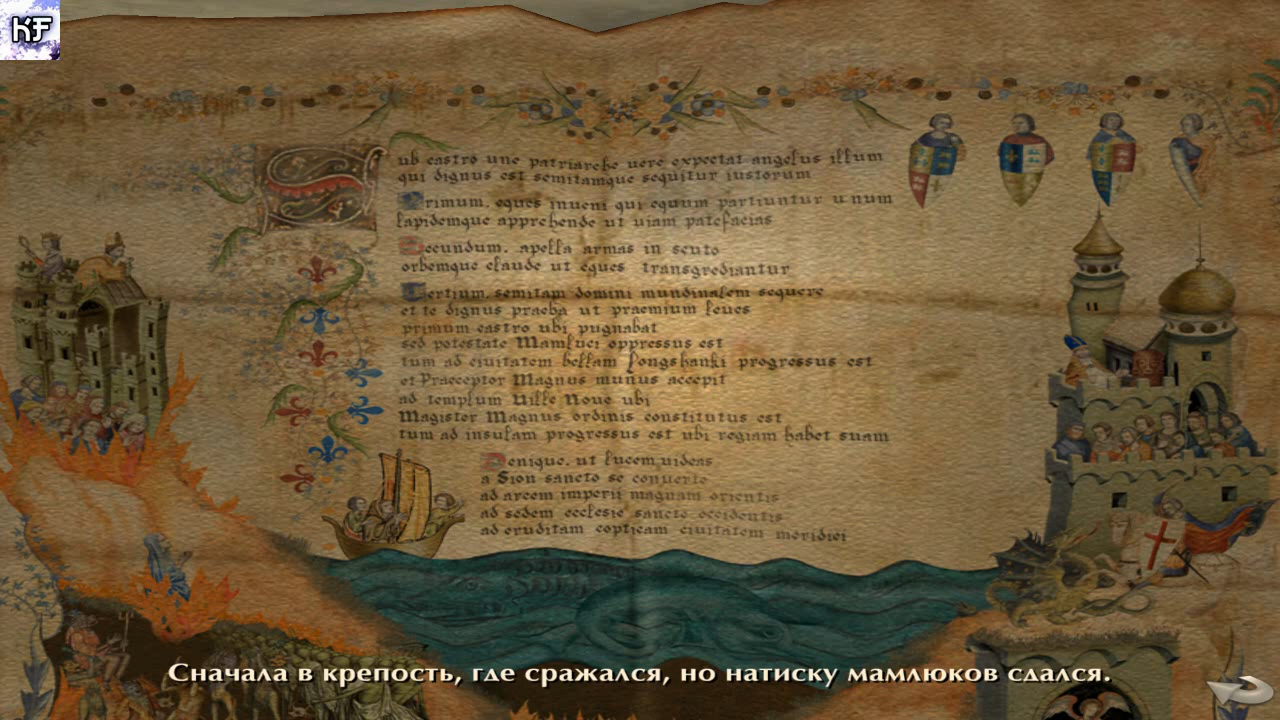 KF
Sub castro une patriarche uere expectat angelus illum
qui dignus est semitamque sequitur iustorum
Primum, eques inueni qui equum partiuntur unum
lapidemque apprehende ut uiam patefacias
Secundum, apella armas in scuto
orbemque claude ut eques transgrediantur
Tertium, semitam domini mundinalem sequere
et te dignus praeba ut praemium leues
primum castro ubi pugnabat
sed potestate Mamluci oppressus est
tum ad ciuitatem bellam Longshanki progressus est
et Praeceptor Magnus munus accepit
ad templum Uille Noue ubi
Magister Magnus ordinis constitutus est
tum ad insulam progressus est ubi regiam habet suam
Denique, ut lucem uideas
a Sion sancto se conuerte
ad arcem imperii magnam orientis
ad sedem ecclesie sancte occidentis
ad eruditam copticam ciuitatem meridiei
Сначала в крепость, где сражался, но натиску мамлюков сдался.